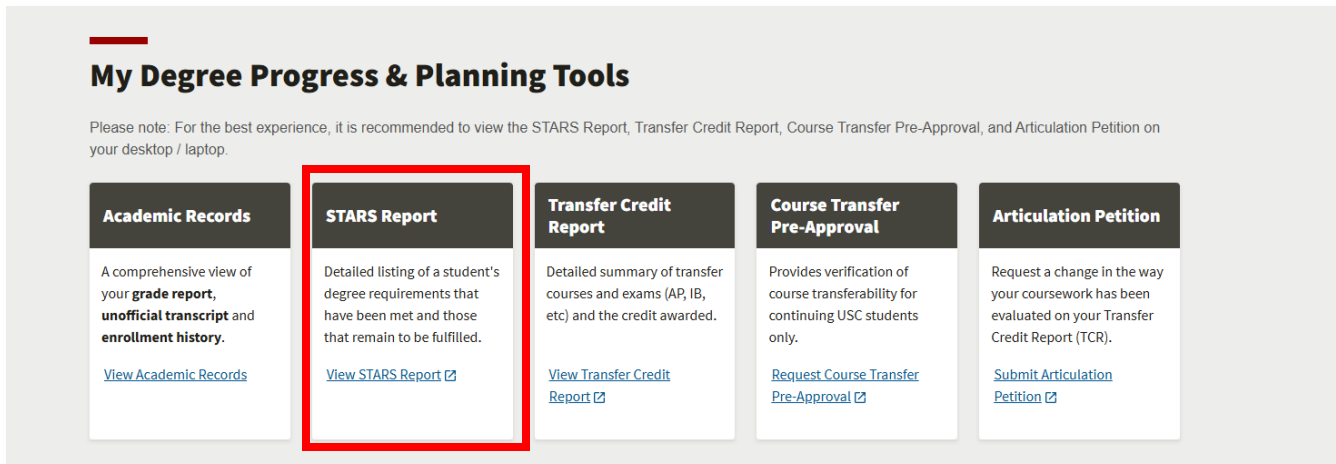 My Degree Progress & Planning Tools
Please note: For the best experience, it is recommended to view the STARS Report, Transfer Credit Report, Course Transfer Pre-Approval, and Articulation Petition on
your desktop / laptop.
Academic Records
A comprehensive view of
your grade report,
unofficial transcript and
enrollment history.
View Academic Records
STARS Report
Detailed listing of a student's
degree requirements that
have been met and those
that remain to be fulfilled.
View STARS Report
Transfer Credit
Report
Detailed summary of transfer
courses and exams (AP, IB,
etc) and the credit awarded.
View Transfer Credit
Report
Course Transfer
Pre-Approval
Provides verification of
course transferability for
continuing USC students
only.
Request Course Transfer
Pre-Approval
Articulation Petition
Request a change in the way
your coursework has been
evaluated on your Transfer
Credit Report (TCR).
Submit Articulation
Petition